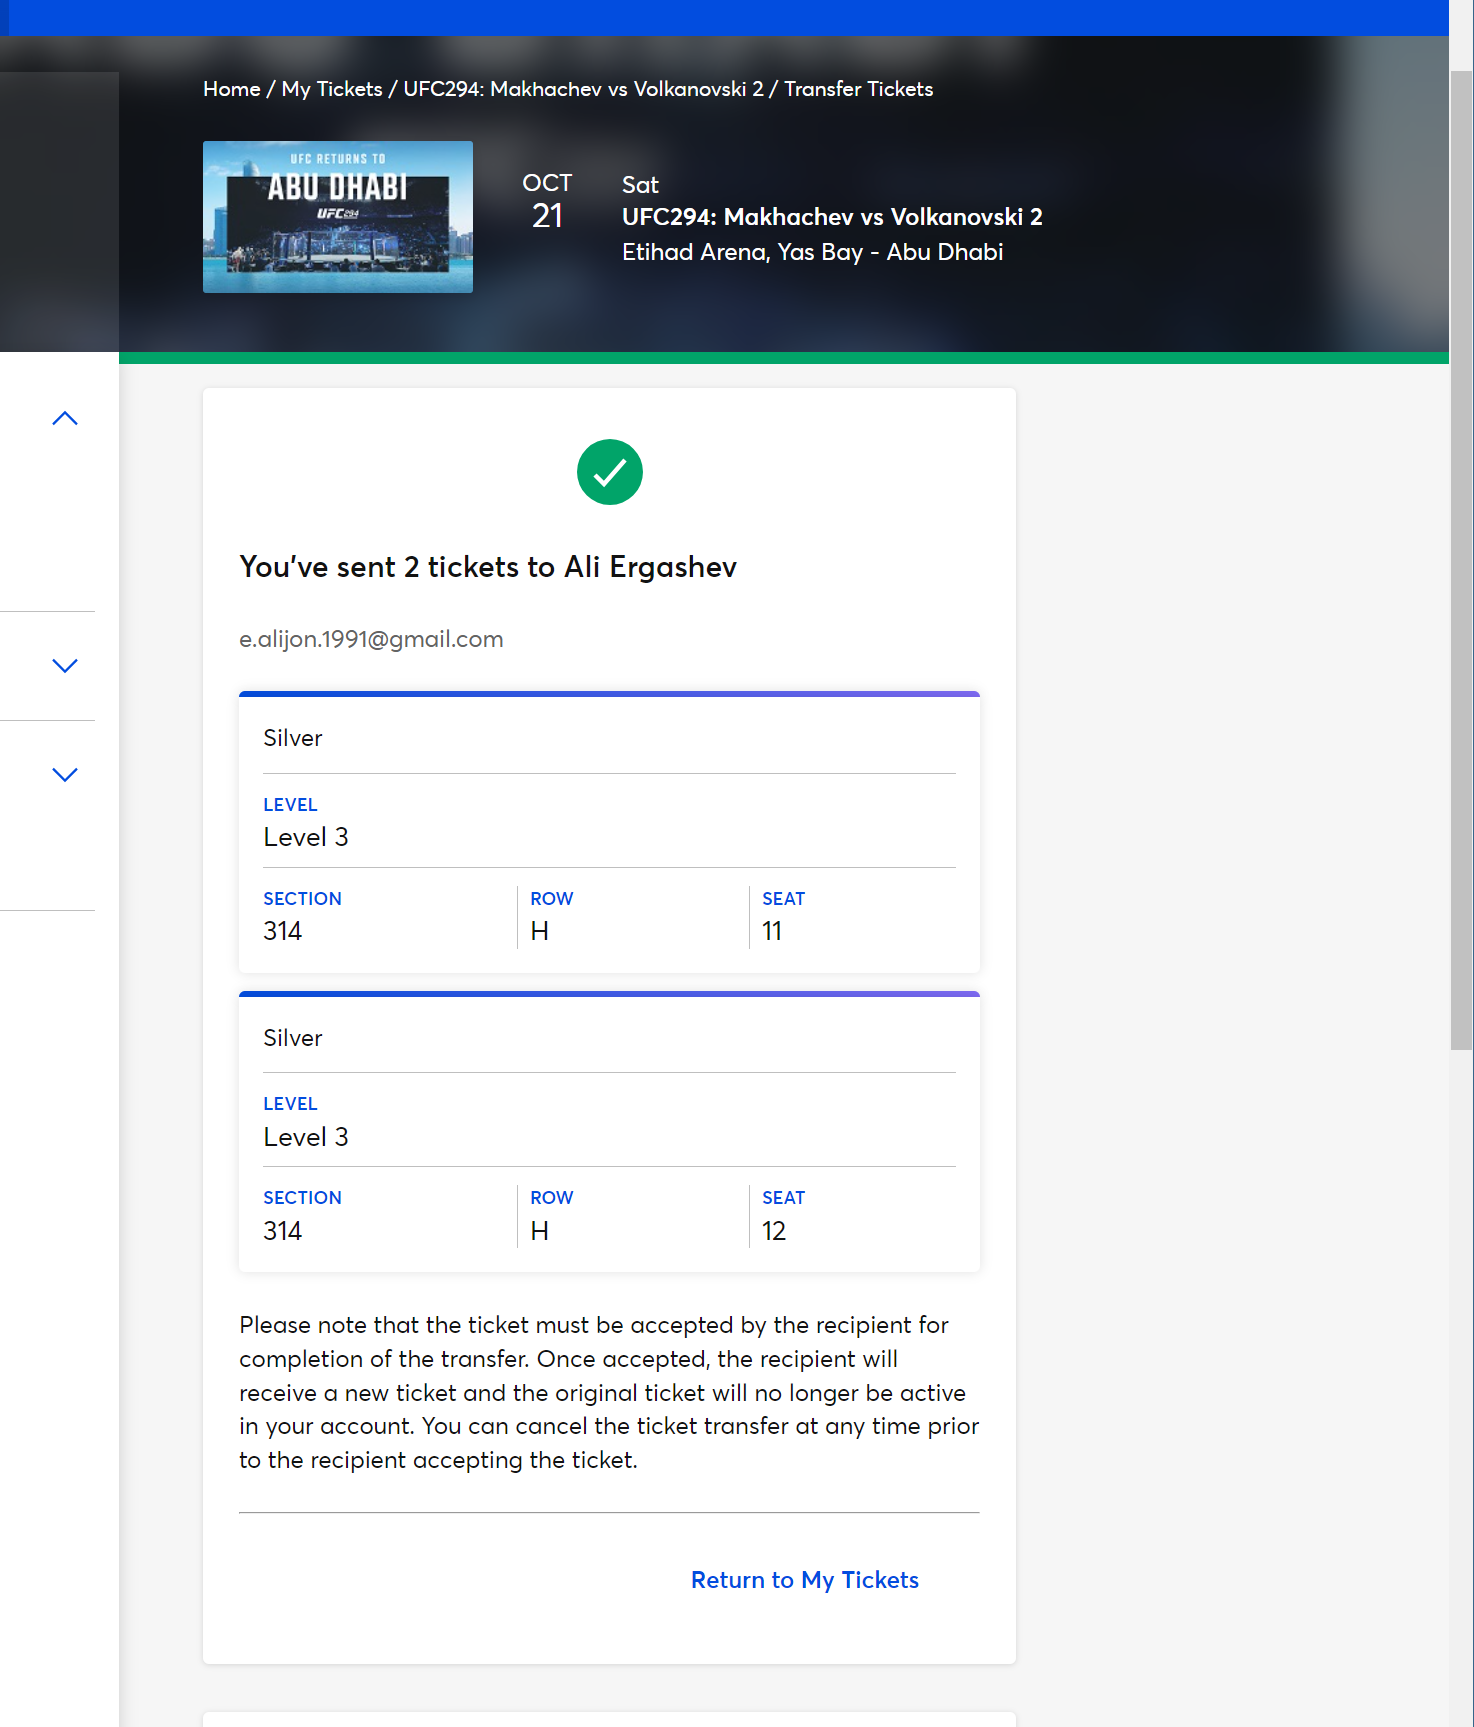 Home / My Tickets / UFC294: Makhachev vs Volkanovski 2 / Transfer Tickets
UFC RETURNS TO
ABU DHABI
UFC 294
OCT
21
Sat
UFC294: Makhachev vs Volkanovski 2
Etihad Arena, Yas Bay - Abu Dhabi
You've sent 2 tickets to Ali Ergashev
e.alijon.1991@gmail.com
Silver
LEVEL
Level 3
SECTION ROW SEAT
314 H 11
Silver
LEVEL
Level 3
SECTION ROW SEAT
314 H 12
Please note that the ticket must be accepted by the recipient for
completion of the transfer. Once accepted, the recipient will
receive a new ticket and the original ticket will no longer be active
in your account. You can cancel the ticket transfer at any time prior
to the recipient accepting the ticket.
Return to My Tickets